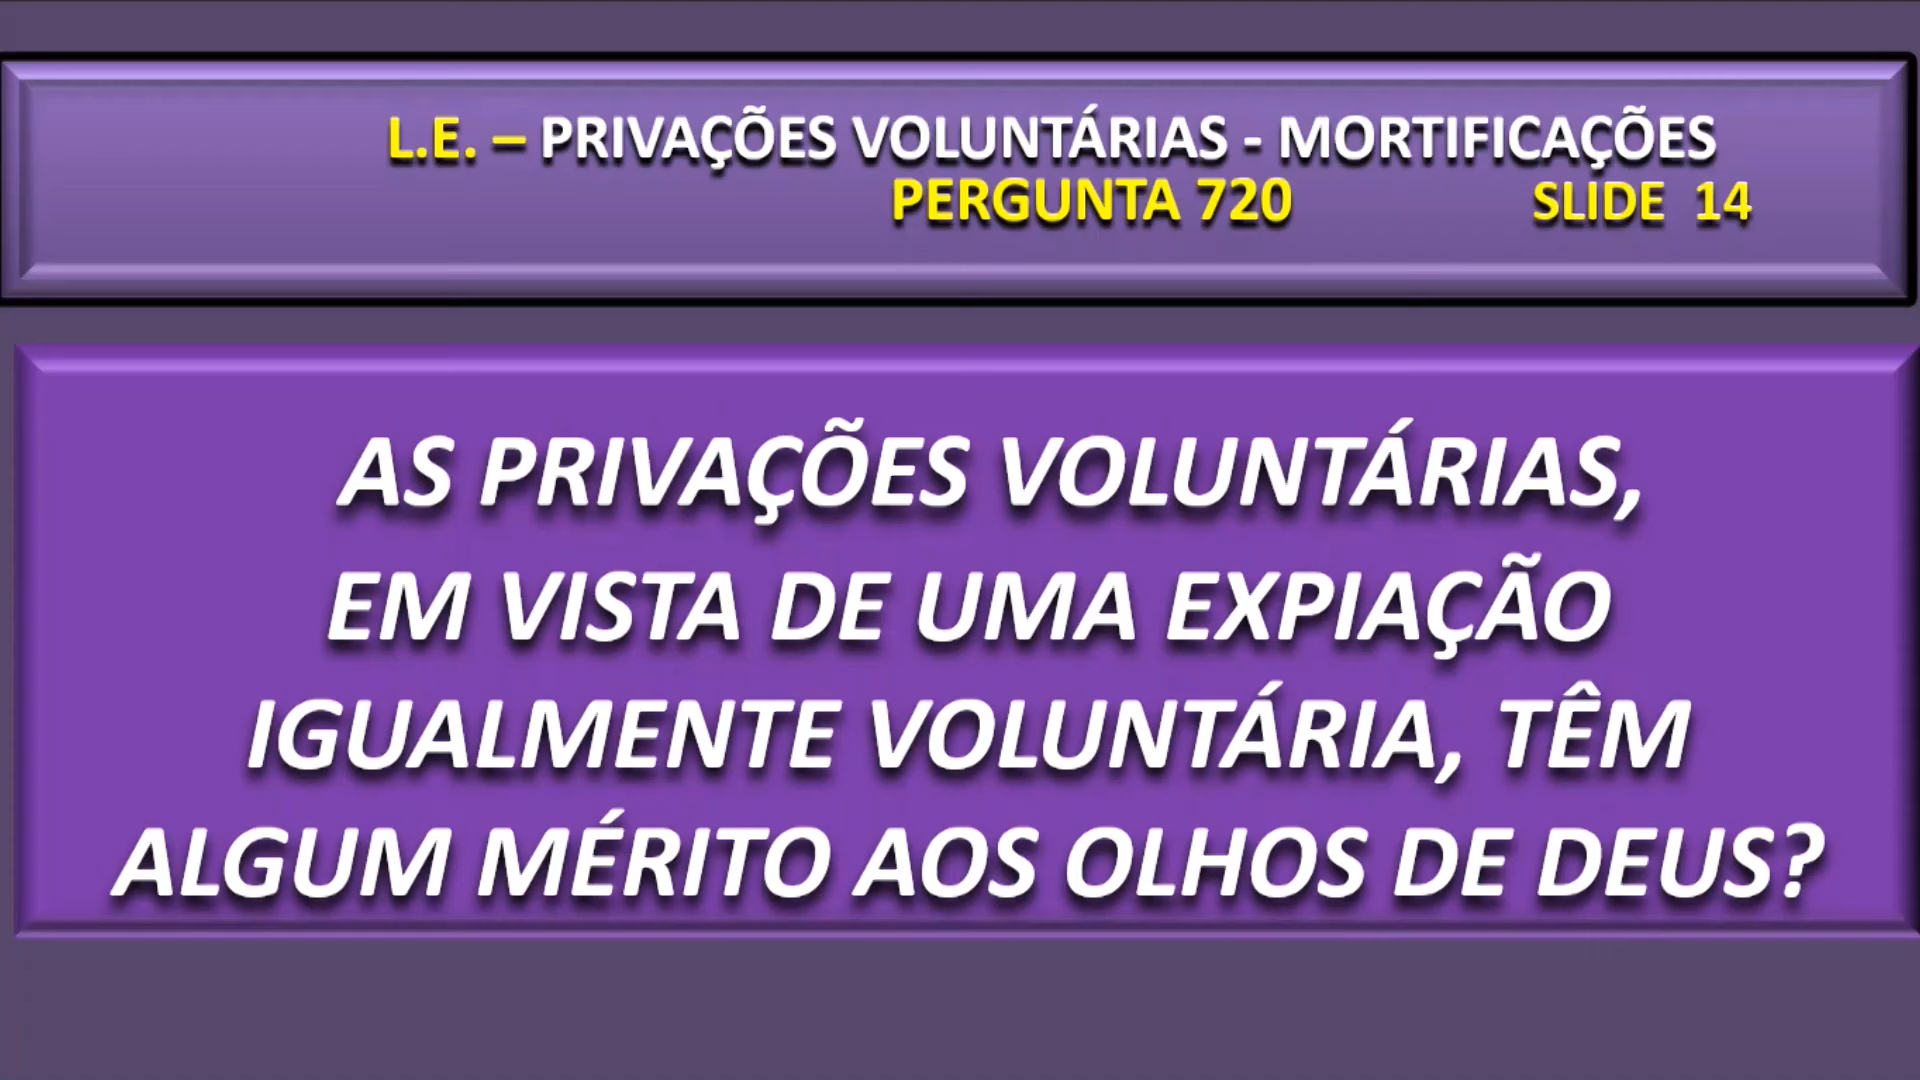 L.E. – PRIVAÇÕES VOLUNTÁRIAS - MORTIFICAÇÕES
PERGUNTA 720 SLIDE 14
AS PRIVAÇÕES VOLUNTÁRIAS,
EM VISTA DE UMA EXPIAÇÃO
IGUALMENTE VOLUNTÁRIA, TÊM
ALGUM MÉRITO AOS OLHOS DE DEUS?